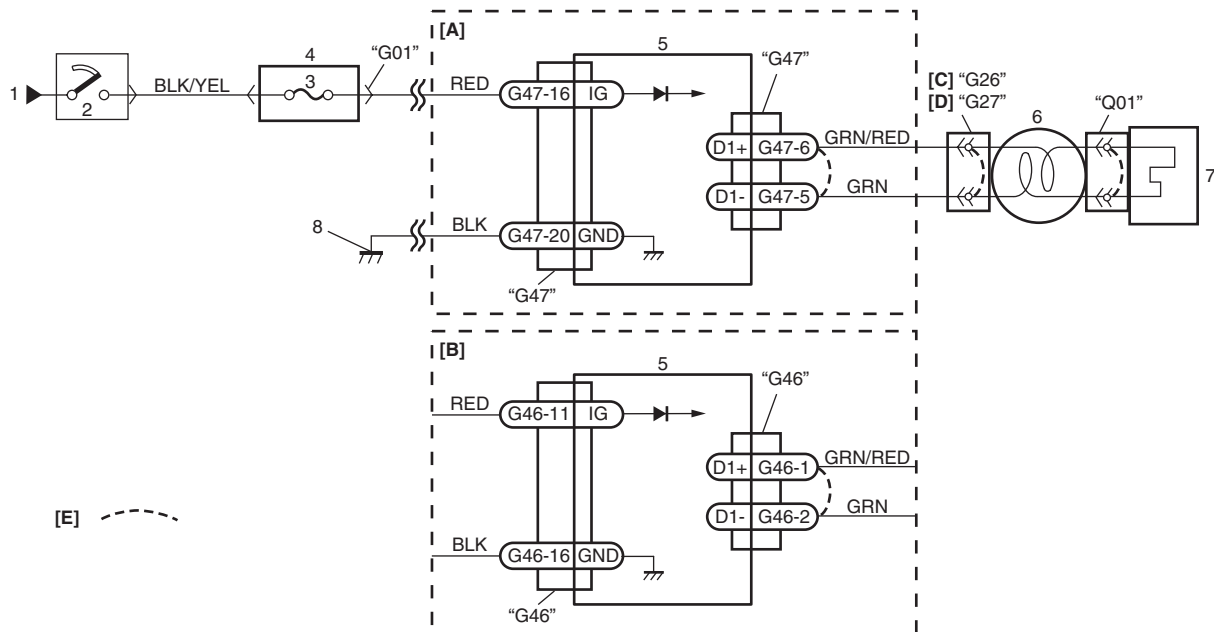 [A]
5
4
"G01"
"G47"
[C] "G26"
[D] "G27"
3
1
2
BLK/YEL
RED
G47-16 IG
6
"Q01"
D1+ G47-6
GRN/RED
7
D1- G47-5
GRN
8
BLK
G47-20 GND
"G47"
[B]
5
"G46"
RED
G46-11 IG
D1+ G46-1
GRN/RED
[E]
D1- G46-2
GRN
BLK
G46-16 GND
"G46"